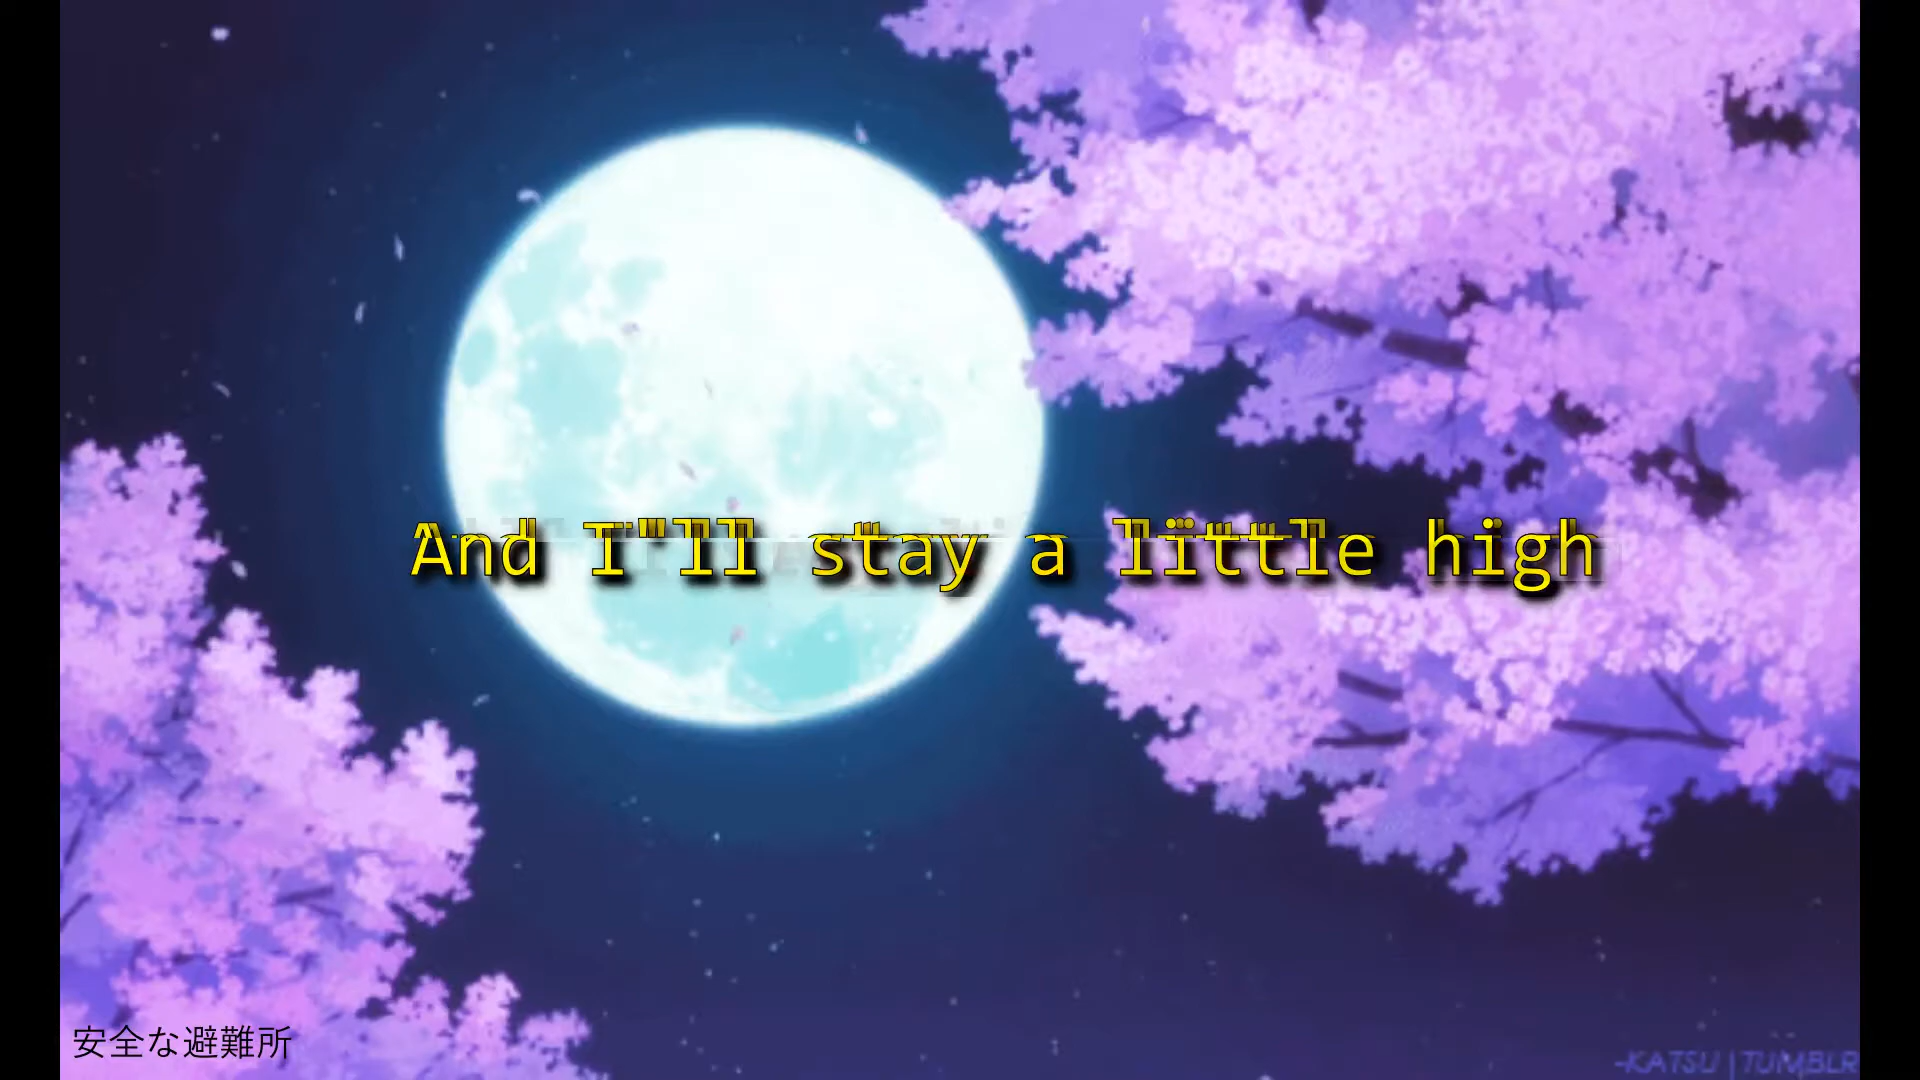 And I'll stay a little high
安全な避難所
-KATSU | TUMBLR